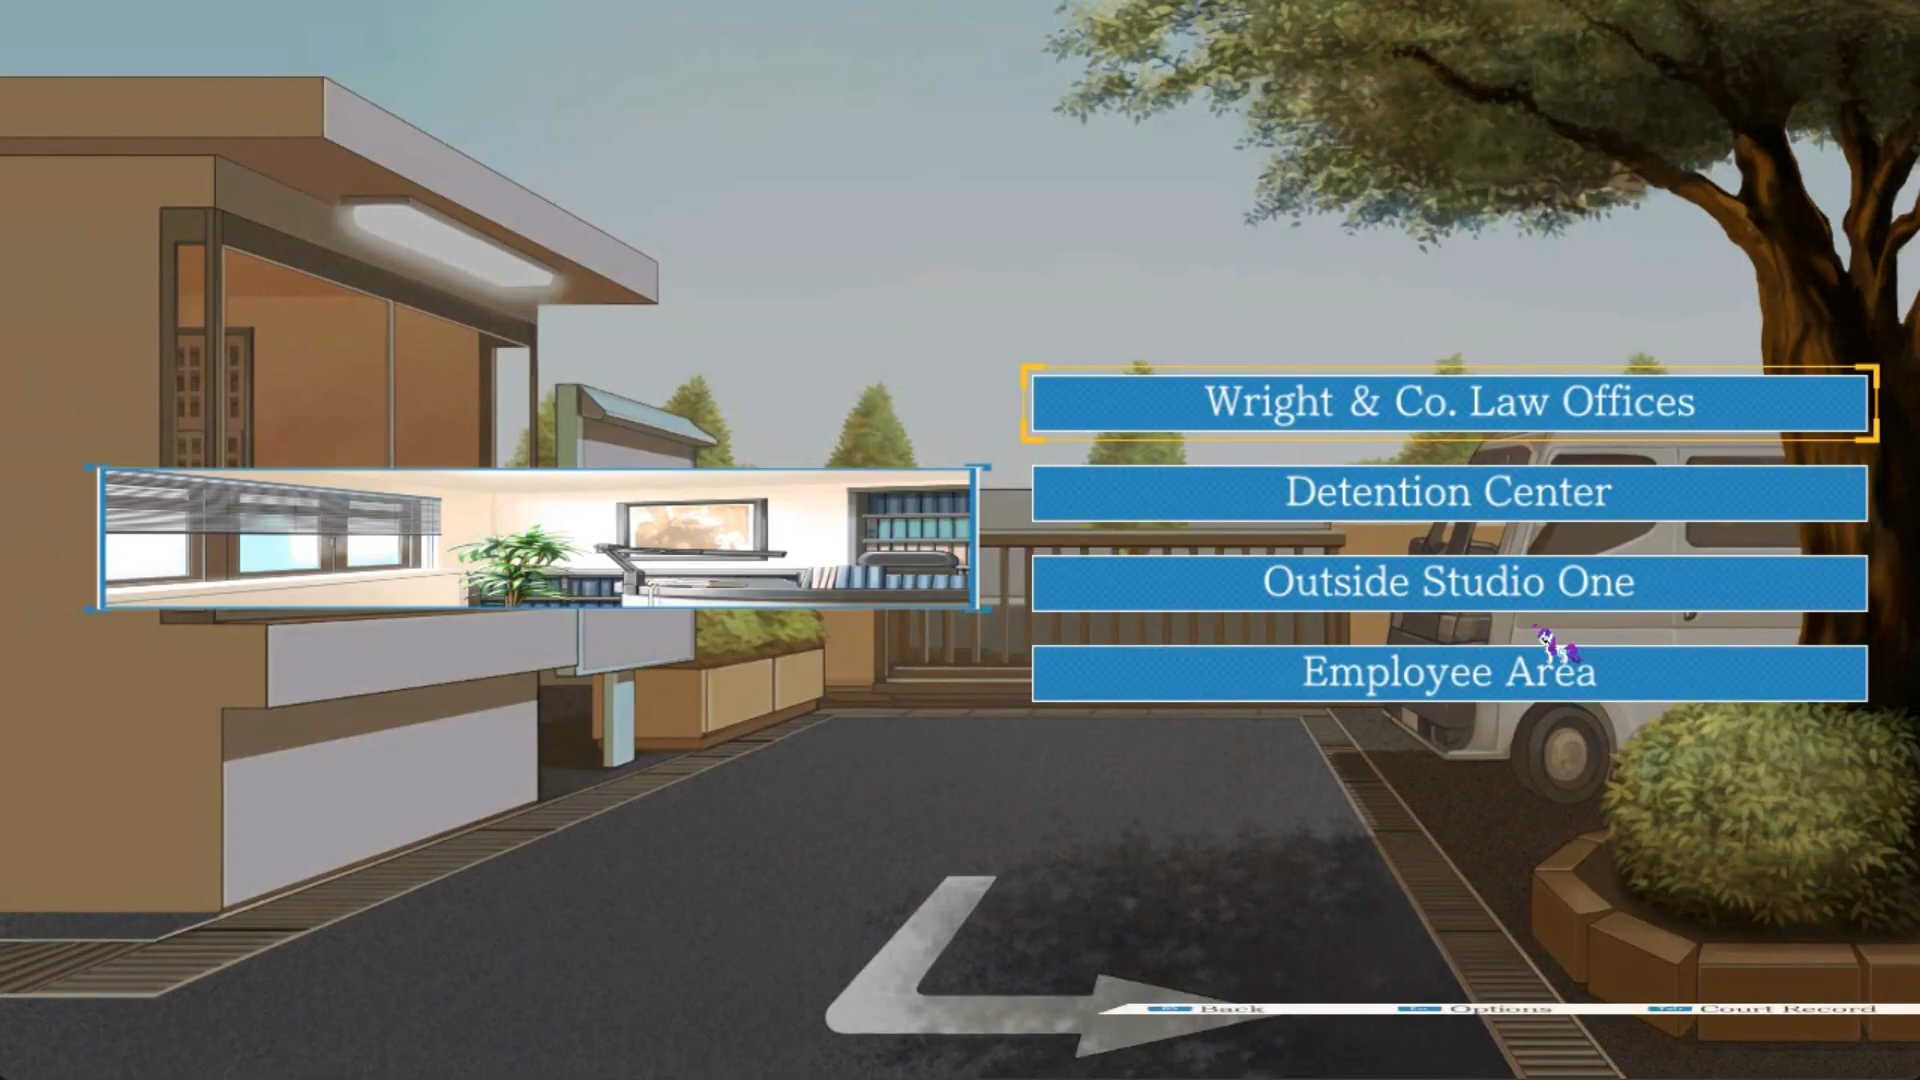 Wright & Co. Law Offices
Detention Center
Outside Studio One
Employee Area
Back
Options
Court Record